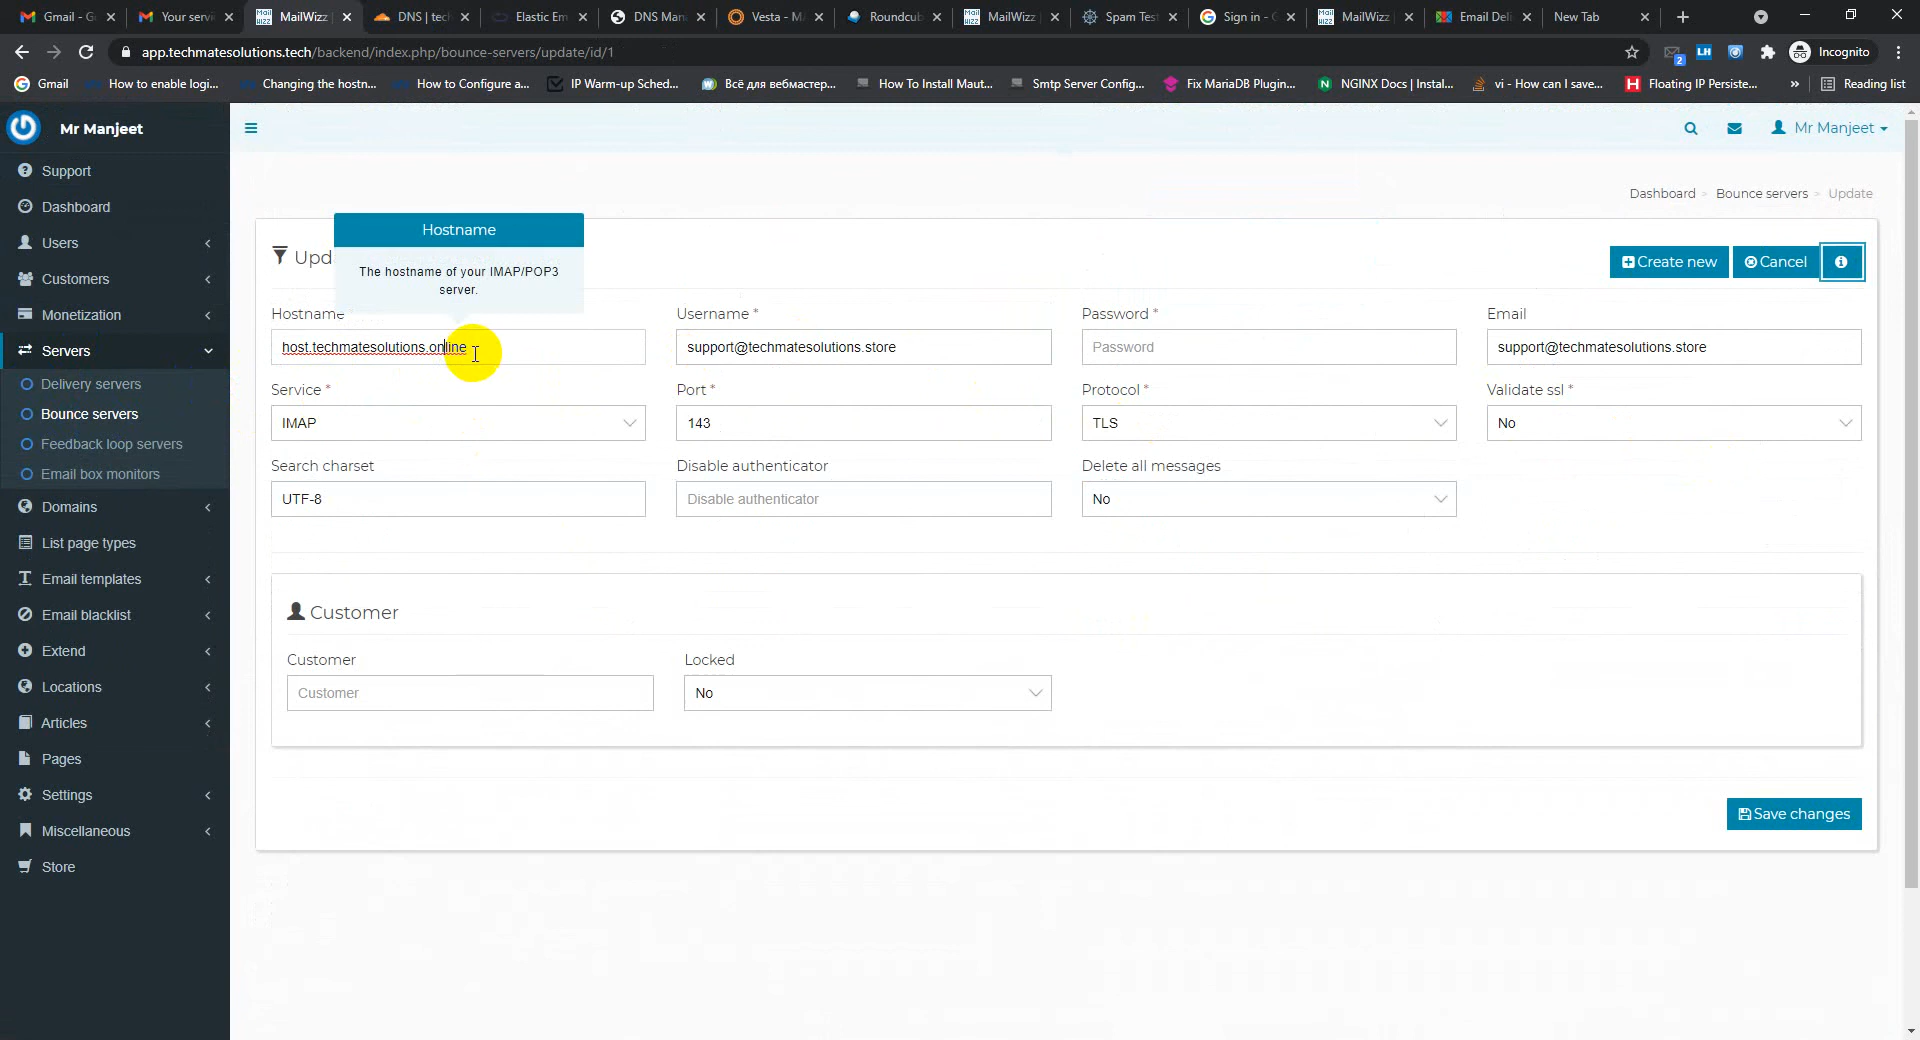 Gmail - G
Your servi
MailWizz
DNS | tec
Elastic Em
DNS Man
Vesta - M
Roundcub
MailWizz
Spam Test
Sign in - G
MailWizz
Email Deli
New Tab
app.techmatesolutions.tech/backend/index.php/bounce-servers/update/id/1
2
LH
Incognito
Gmail
How to enable logi...
Changing the hostn...
How to Configure a...
IP Warm-up Sched...
Всё для вебмастер...
How To Install Maut...
Smtp Server Config...
Fix MariaDB Plugin...
NGINX Docs | Instal...
vi - How can I save...
Floating IP Persiste...
»
Reading list
Mr Manjeet
Mr Manjeet
Support
Dashboard
Users
Customers
Monetization
Servers
Delivery servers
Bounce servers
Feedback loop servers
Email box monitors
Domains
List page types
Email templates
Email blacklist
Extend
Locations
Articles
Pages
Settings
Miscellaneous
Store
Dashboard
Bounce servers
Update
Hostname
The hostname of your IMAP/POP3
server.
Upd
Create new
Cancel
Hostname
Username *
Password *
Email
host.techmatesolutions.online
support@techmatesolutions.store
Password
support@techmatesolutions.store
Service *
Port *
Protocol *
Validate ssl *
IMAP
143
TLS
No
Search charset
Disable authenticator
Delete all messages
UTF-8
Disable authenticator
No
Customer
Customer
Locked
Customer
No
Save changes